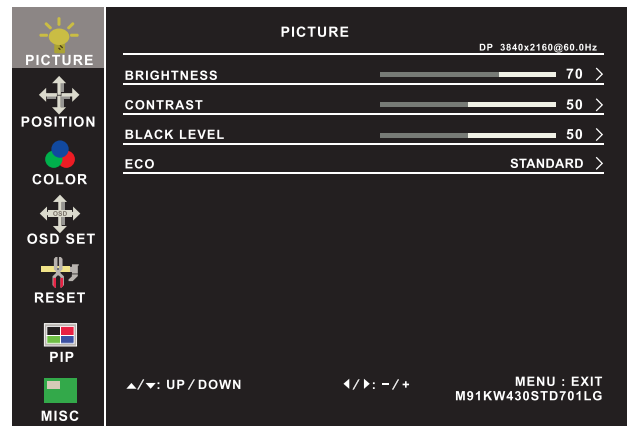 PICTURE
POSITION
COLOR
OSD
OSD SET
RESET
PIP
MISC
PICTURE
DP 3840x2160@60.0Hz
BRIGHTNESS 70 >
CONTRAST 50 >
BLACK LEVEL 50 >
ECO STANDARD >
▲/▼: UP / DOWN ◀/▶: − / + MENU : EXIT
M91KW430STD701LG